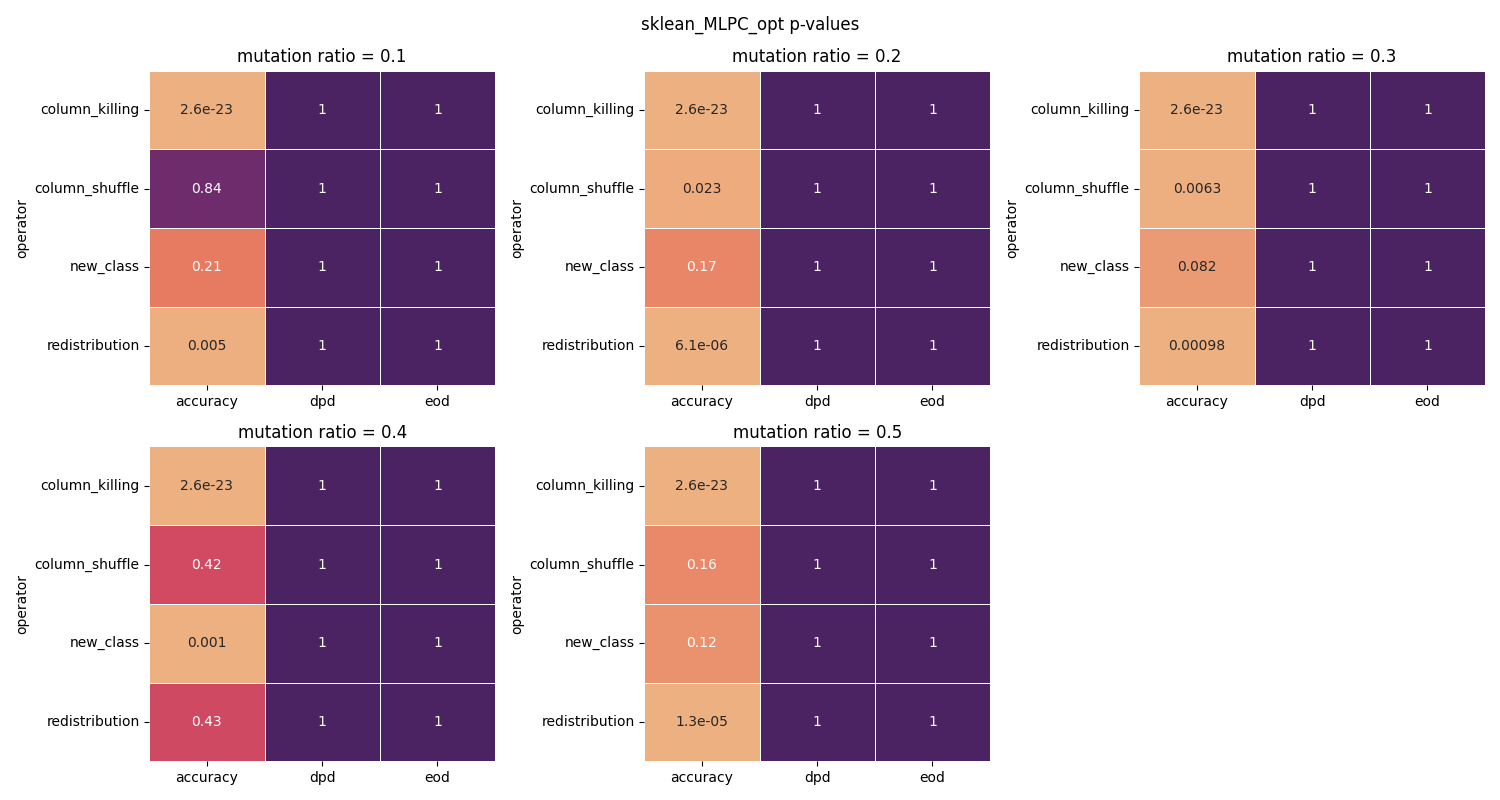 sklean_MLPC_opt p-values
mutation ratio = 0.1
operator
column_killing 2.6e-23 1 1
column_shuffle 0.84 1 1
new_class 0.21 1 1
redistribution 0.005 1 1
accuracy dpd eod
mutation ratio = 0.2
operator
column_killing 2.6e-23 1 1
column_shuffle 0.023 1 1
new_class 0.17 1 1
redistribution 6.1e-06 1 1
accuracy dpd eod
mutation ratio = 0.3
operator
column_killing 2.6e-23 1 1
column_shuffle 0.0063 1 1
new_class 0.082 1 1
redistribution 0.00098 1 1
accuracy dpd eod
mutation ratio = 0.4
operator
column_killing 2.6e-23 1 1
column_shuffle 0.42 1 1
new_class 0.001 1 1
redistribution 0.43 1 1
accuracy dpd eod
mutation ratio = 0.5
operator
column_killing 2.6e-23 1 1
column_shuffle 0.16 1 1
new_class 0.12 1 1
redistribution 1.3e-05 1 1
accuracy dpd eod